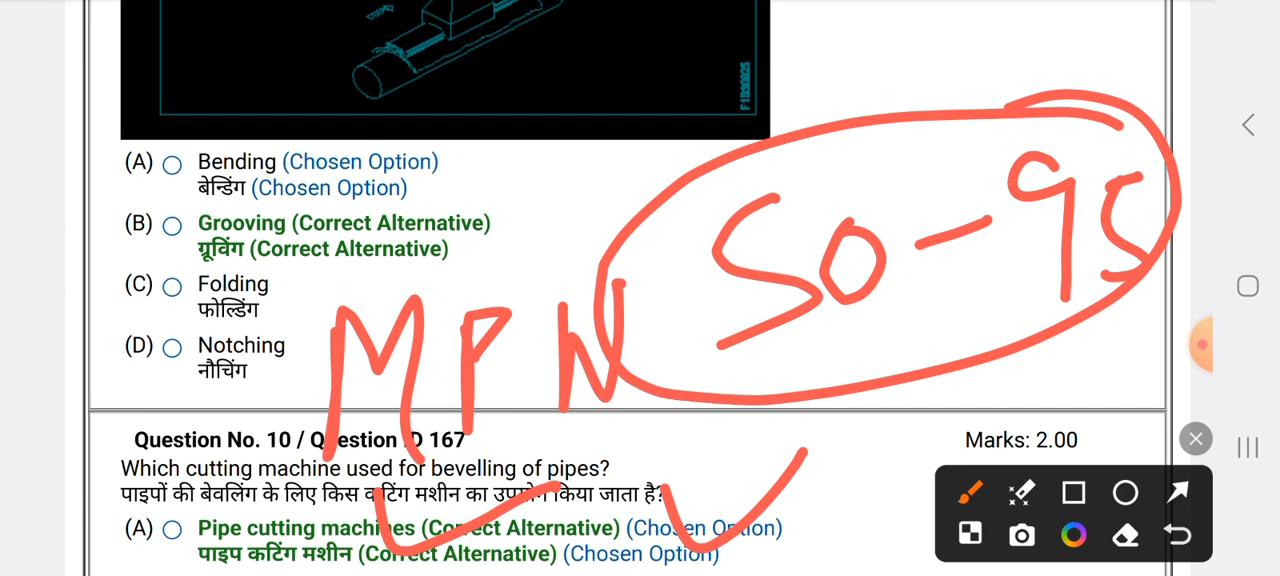 F1B30925
(A) Bending (Chosen Option)
बेन्डिंग (Chosen Option)
(B) Grooving (Correct Alternative)
ग्रूविंग (Correct Alternative)
(C) Folding
फोल्डिंग
(D) Notching
नौचिंग
MPN
50-95
Question No. 10 / Question ID 167 Marks: 2.00
Which cutting machine used for bevelling of pipes?
पाइपों की बेवलिंग के लिए किस कटिंग मशीन का उपयोग किया जाता है?
(A) Pipe cutting machines (Correct Alternative) (Chosen Option)
पाइप कटिंग मशीन (Correct Alternative) (Chosen Option)